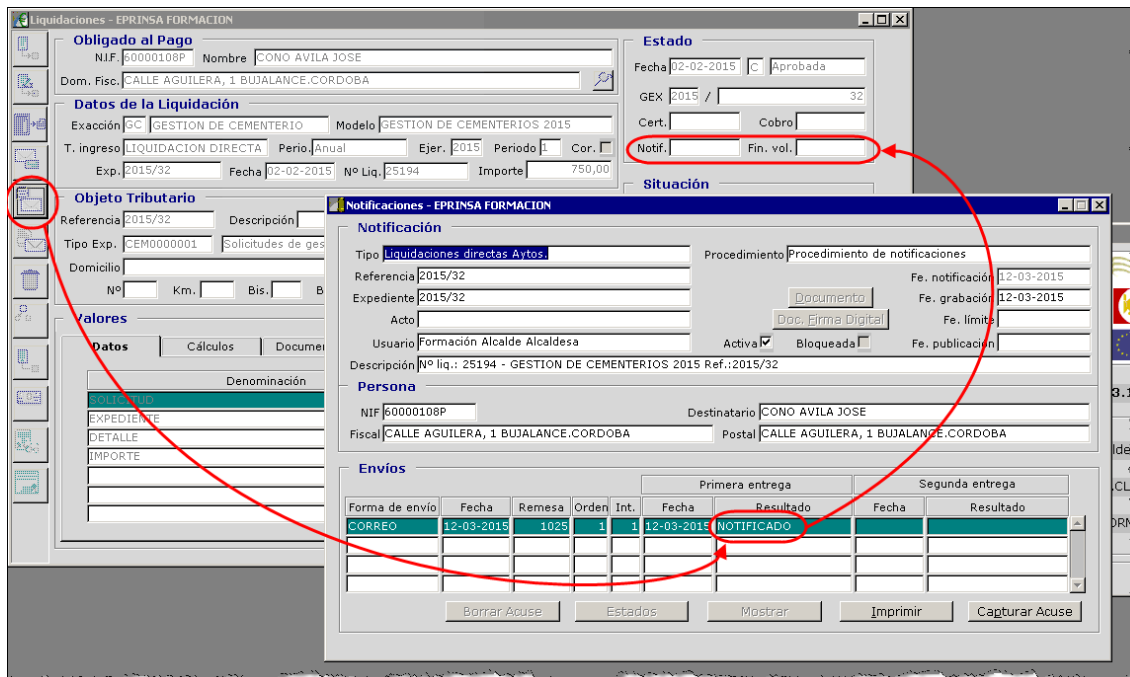 Liquidaciones - EPRINSA FORMACION
Obligado al Pago
N.I.F. 60000108P Nombre CONO AVILA JOSE
Dom. Fisc. CALLE AGUILERA, 1 BUJALANCE.CORDOBA
Estado
Fecha 02-02-2015 C Aprobada
GEX 2015 / 32
Cert. Cobro
Notif. Fin. vol.
Situación
Datos de la Liquidación
Exacción GC GESTION DE CEMENTERIO Modelo GESTION DE CEMENTERIOS 2015
T. ingreso LIQUIDACION DIRECTA Perio. Anual Ejer. 2015 Periodo 1 Cor.
Exp. 2015/32 Fecha 02-02-2015 Nº Liq. 25194 Importe 750,00
Objeto Tributario
Referencia 2015/32 Descripción
Tipo Exp. CEM0000001 Solicitudes de ges
Domicilio
Nº Km. Bis. B
Valores
Datos Cálculos Documen
Denominación
SOLICITUD
EXPEDIENTE
DETALLE
IMPORTE
Notificaciones - EPRINSA FORMACION
Notificación
Tipo Liquidaciones directas Aytos. Procedimiento Procedimiento de notificaciones
Referencia 2015/32 Fe. notificación 12-03-2015
Expediente 2015/32 Documento Fe. grabación 12-03-2015
Acto Doc. Firma Digital Fe. límite
Usuario Formación Alcalde Alcaldesa Activa Bloqueada Fe. publicación
Descripción Nº liq.: 25194 - GESTION DE CEMENTERIOS 2015 Ref.:2015/32
Persona
NIF 60000108P Destinatario CONO AVILA JOSE
Fiscal CALLE AGUILERA, 1 BUJALANCE.CORDOBA Postal CALLE AGUILERA, 1 BUJALANCE.CORDOBA
Envíos
Primera entrega Segunda entrega
Forma de envío Fecha Remesa Orden Int. Fecha Resultado Fecha Resultado
CORREO 12-03-2015 1025 1 1 12-03-2015 NOTIFICADO
Borrar Acuse Estados Mostrar Imprimir Capturar Acuse